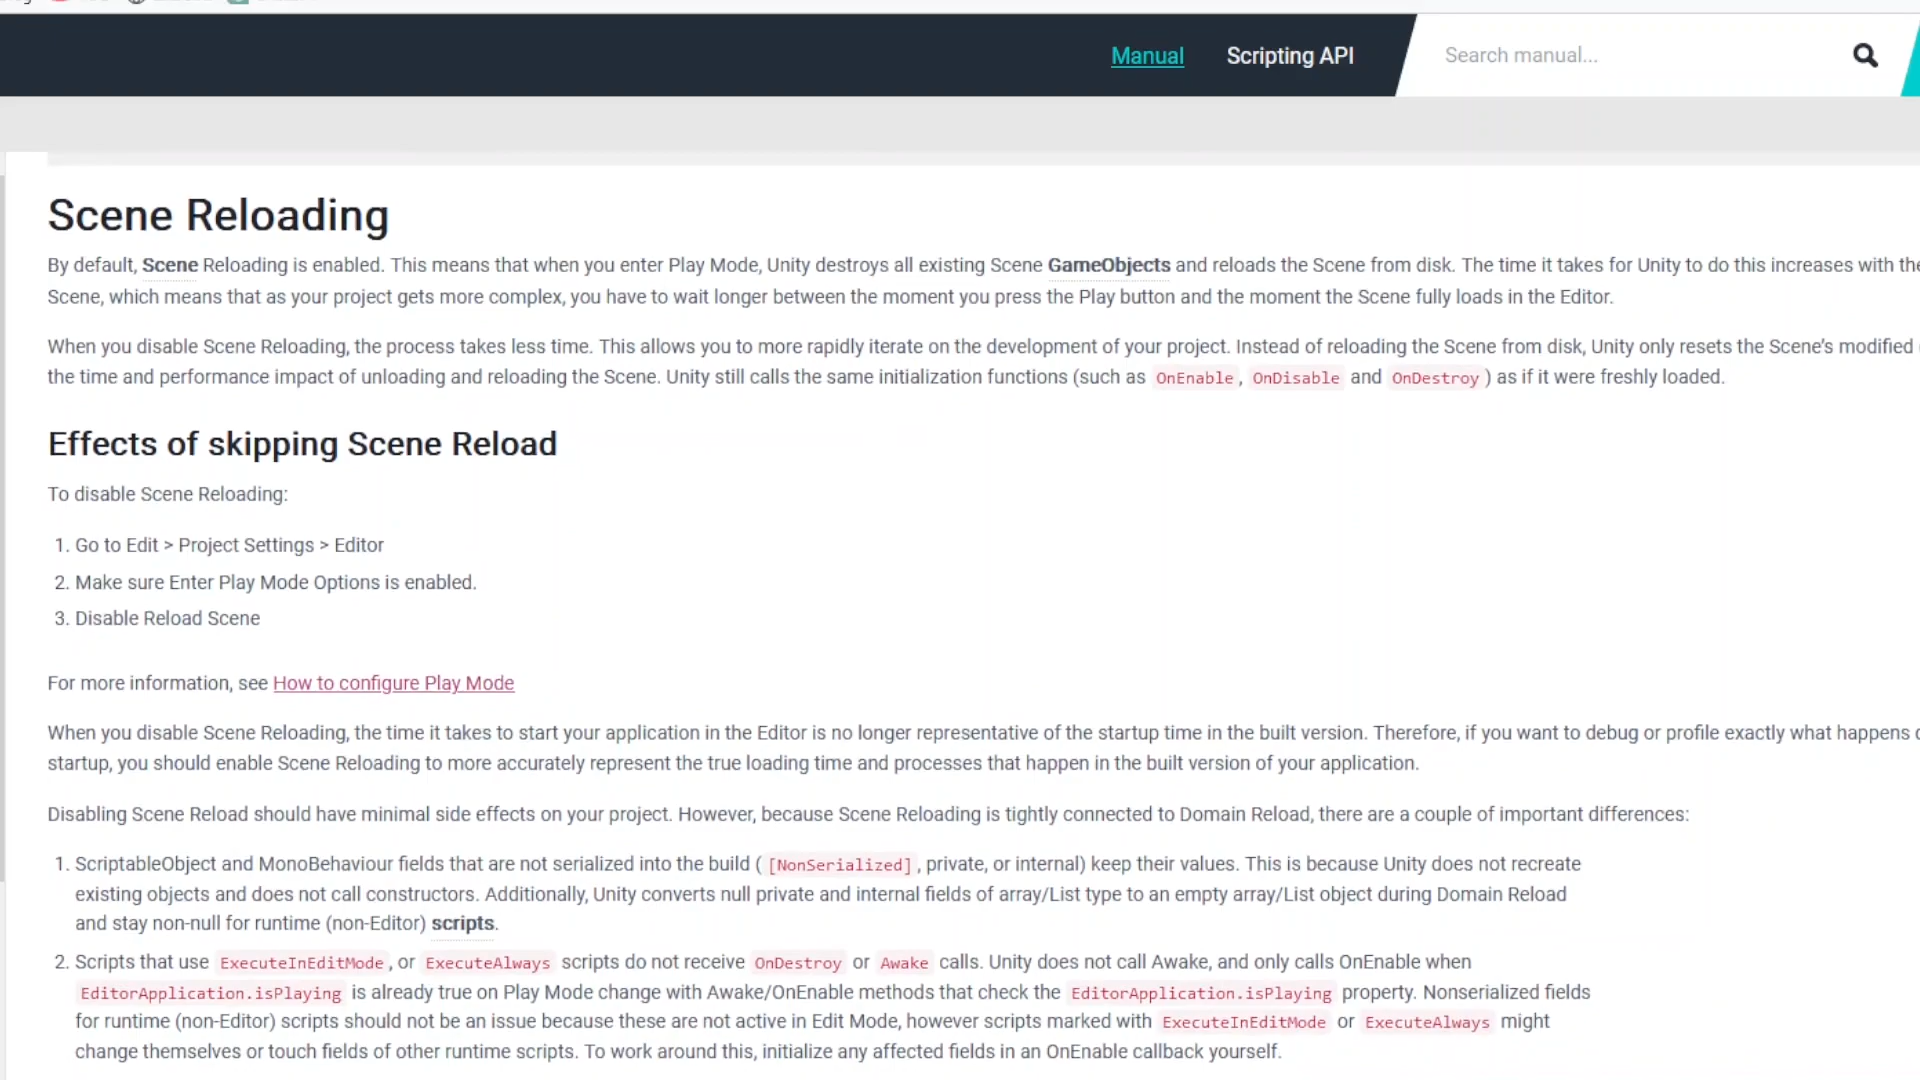 Manual Scripting API Search manual...
Scene Reloading
By default, Scene Reloading is enabled. This means that when you enter Play Mode, Unity destroys all existing Scene GameObjects and reloads the Scene from disk. The time it takes for Unity to do this increases with the
Scene, which means that as your project gets more complex, you have to wait longer between the moment you press the Play button and the moment the Scene fully loads in the Editor.
When you disable Scene Reloading, the process takes less time. This allows you to more rapidly iterate on the development of your project. Instead of reloading the Scene from disk, Unity only resets the Scene's modified
the time and performance impact of unloading and reloading the Scene. Unity still calls the same initialization functions (such as OnEnable, OnDisable and OnDestroy) as if it were freshly loaded.
Effects of skipping Scene Reload
To disable Scene Reloading:
1. Go to Edit > Project Settings > Editor
2. Make sure Enter Play Mode Options is enabled.
3. Disable Reload Scene
For more information, see How to configure Play Mode
When you disable Scene Reloading, the time it takes to start your application in the Editor is no longer representative of the startup time in the built version. Therefore, if you want to debug or profile exactly what happens
startup, you should enable Scene Reloading to more accurately represent the true loading time and processes that happen in the built version of your application.
Disabling Scene Reload should have minimal side effects on your project. However, because Scene Reloading is tightly connected to Domain Reload, there are a couple of important differences:
1. ScriptableObject and MonoBehaviour fields that are not serialized into the build ( [NonSerialized] , private, or internal) keep their values. This is because Unity does not recreate
existing objects and does not call constructors. Additionally, Unity converts null private and internal fields of array/List type to an empty array/List object during Domain Reload
and stay non-null for runtime (non-Editor) scripts.
2. Scripts that use ExecuteInEditMode , or ExecuteAlways scripts do not receive OnDestroy or Awake calls. Unity does not call Awake, and only calls OnEnable when
EditorApplication.isPlaying is already true on Play Mode change with Awake/OnEnable methods that check the EditorApplication.isPlaying property. Nonserialized fields
for runtime (non-Editor) scripts should not be an issue because these are not active in Edit Mode, however scripts marked with ExecuteInEditMode or ExecuteAlways might
change themselves or touch fields of other runtime scripts. To work around this, initialize any affected fields in an OnEnable callback yourself.